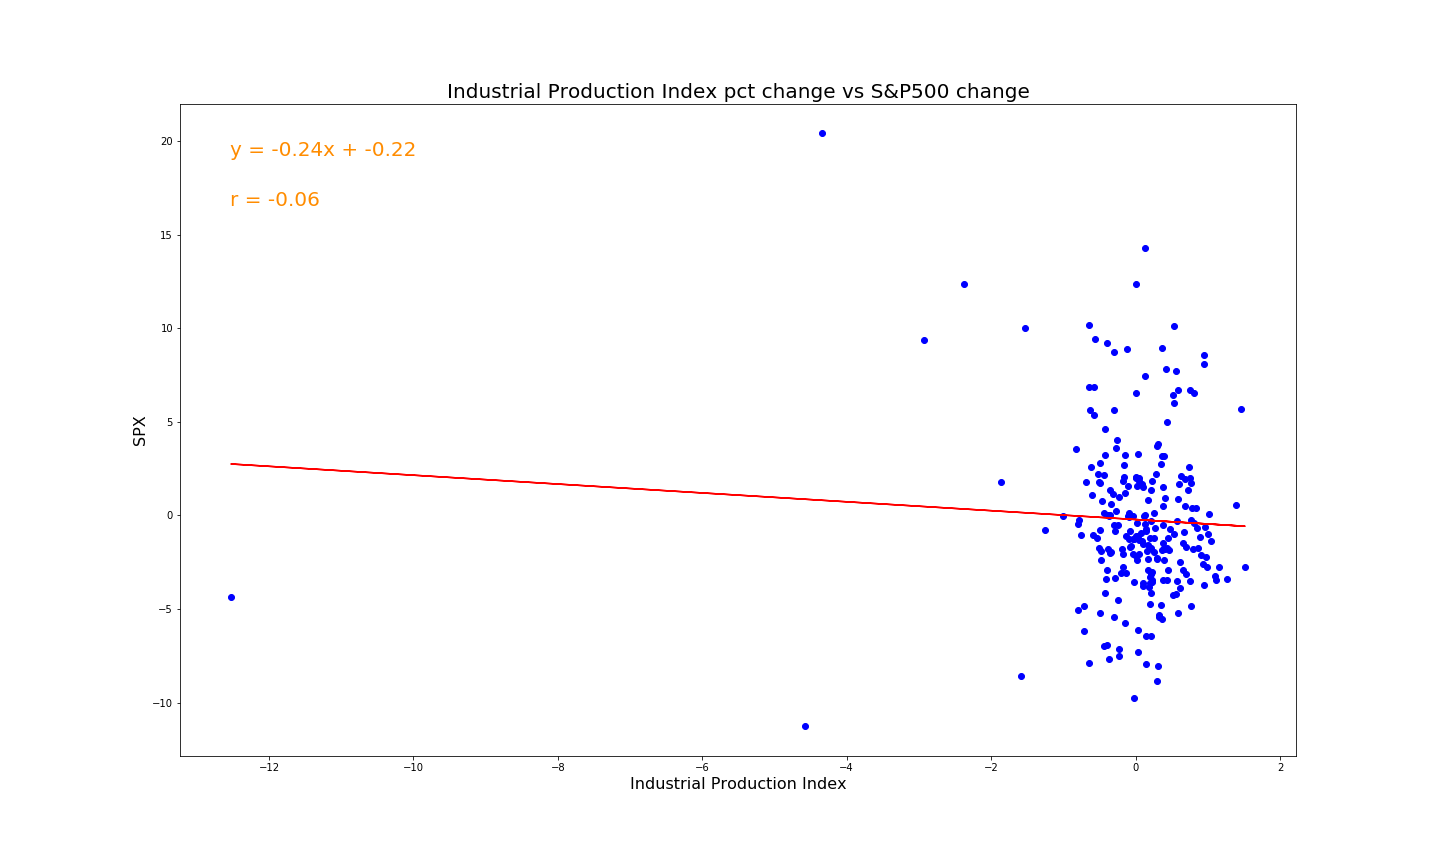 Industrial Production Index pct change vs S&P500 change
y = -0.24x + -0.22
r = -0.06
20
15
10
5
0
−5
−10
SPX
−12 −10 −8 −6 −4 −2 0 2
Industrial Production Index